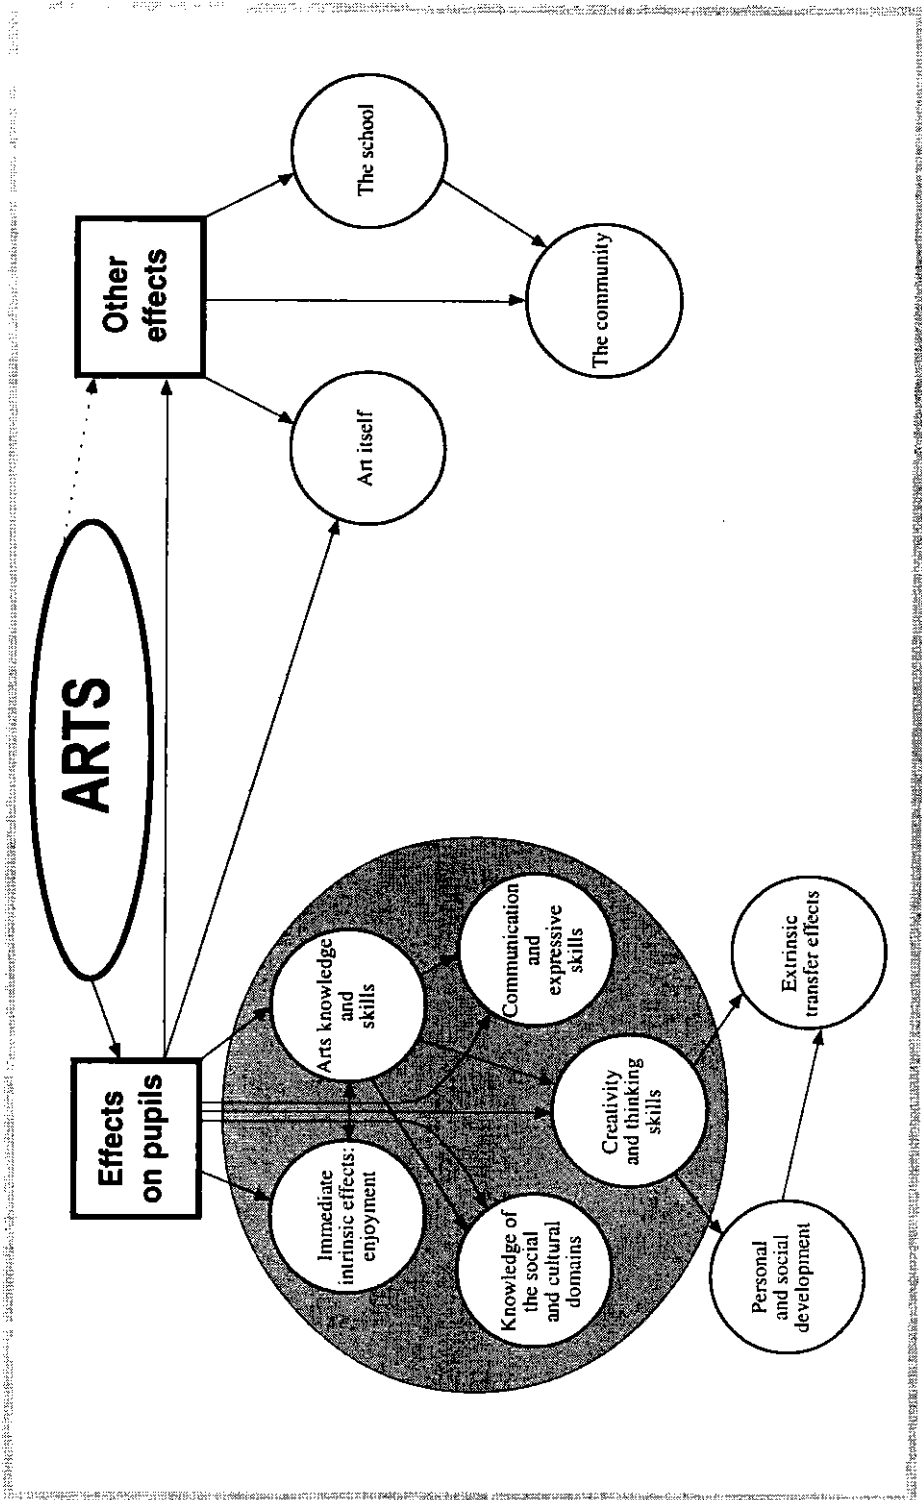 ARTS
Effects
on pupils
Other
effects
Immediate
intrinsic effects:
enjoyment
Arts knowledge
and
skills
Art itself
The school
Knowledge of
the social
and cultural
domains
Communication
and
expressive
skills
The community
Creativity
and thinking
skills
Personal
and social
development
Extrinsic
transfer effects